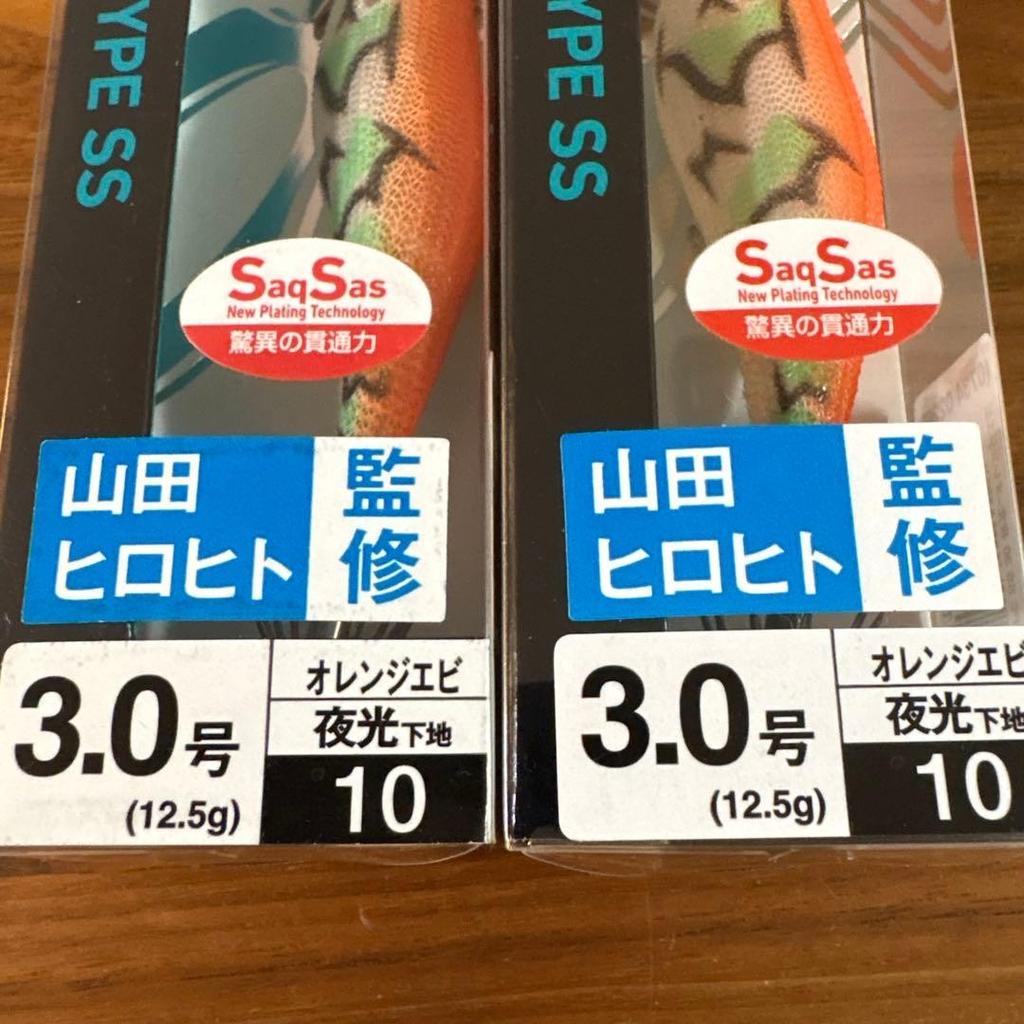 YPE SS
SaqSas
New Plating Technology
驚異の貫通力
山田
ヒロヒト
監修
3.0号
(12.5g)
オレンジエビ
夜光下地
10
YPE SS
SaqSas
New Plating Technology
驚異の貫通力
山田
ヒロヒト
監修
3.0号
(12.5g)
オレンジエビ
夜光下地
10